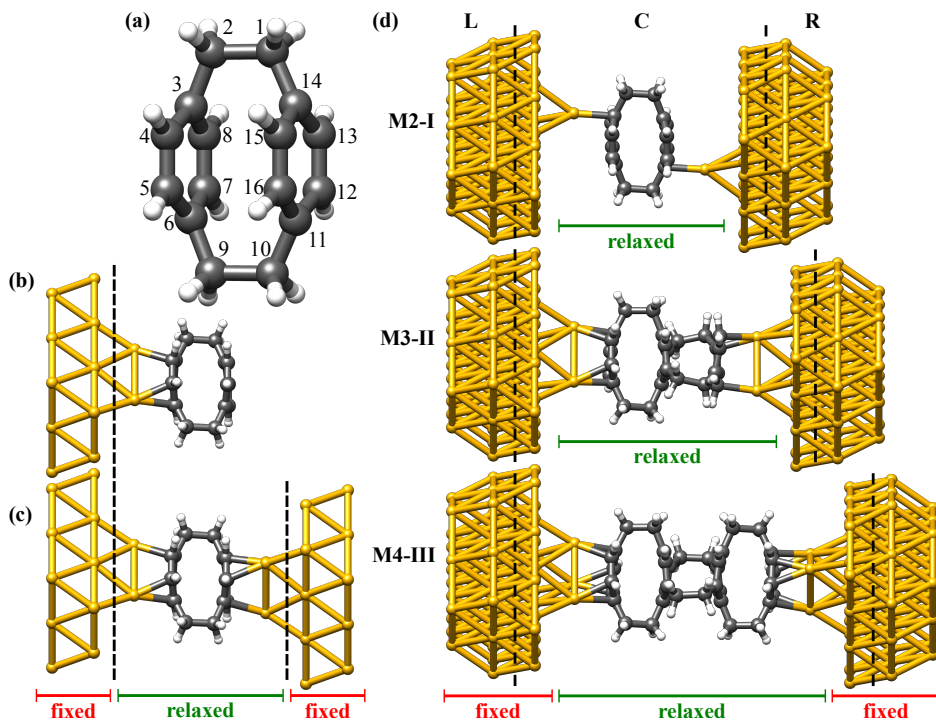 (a)
2 1
3 14
4 8 15 13
5 7 16 12
6 11
9 10
(b)
(c)
fixed relaxed fixed
(d) L C R
M2-I
relaxed
M3-II
relaxed
M4-III
fixed relaxed fixed